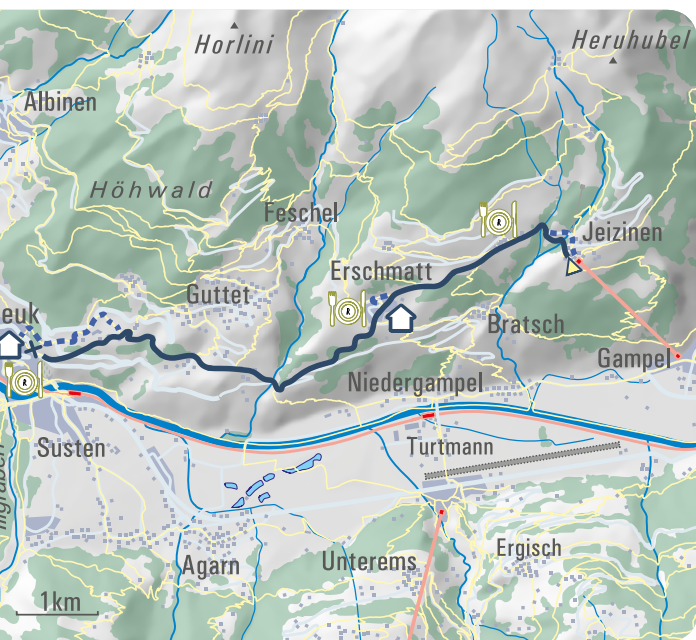 Horlini
Heruhubel
Albinen
Höhwald
Feschel
Jeizinen
Erschmatt
Guttet
euk
R
R
Bratsch
Gampel
R
Niedergampel
Susten
Turtmann
Agarn
Unterems
Ergisch
1km